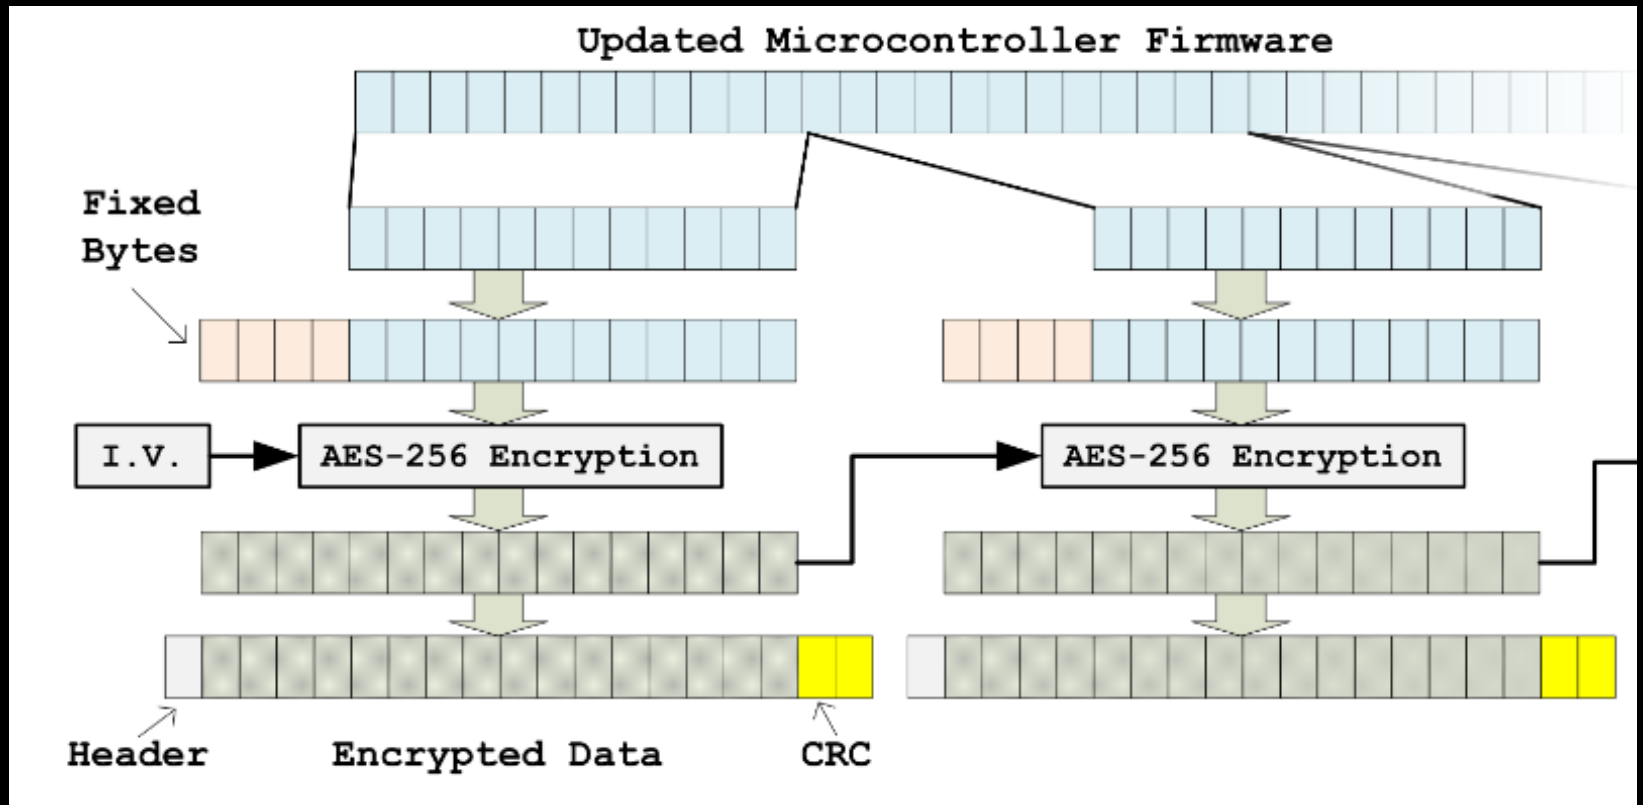 Updated Microcontroller Firmware
Fixed
Bytes
I.V.
AES-256 Encryption
AES-256 Encryption
Header
Encrypted Data
CRC